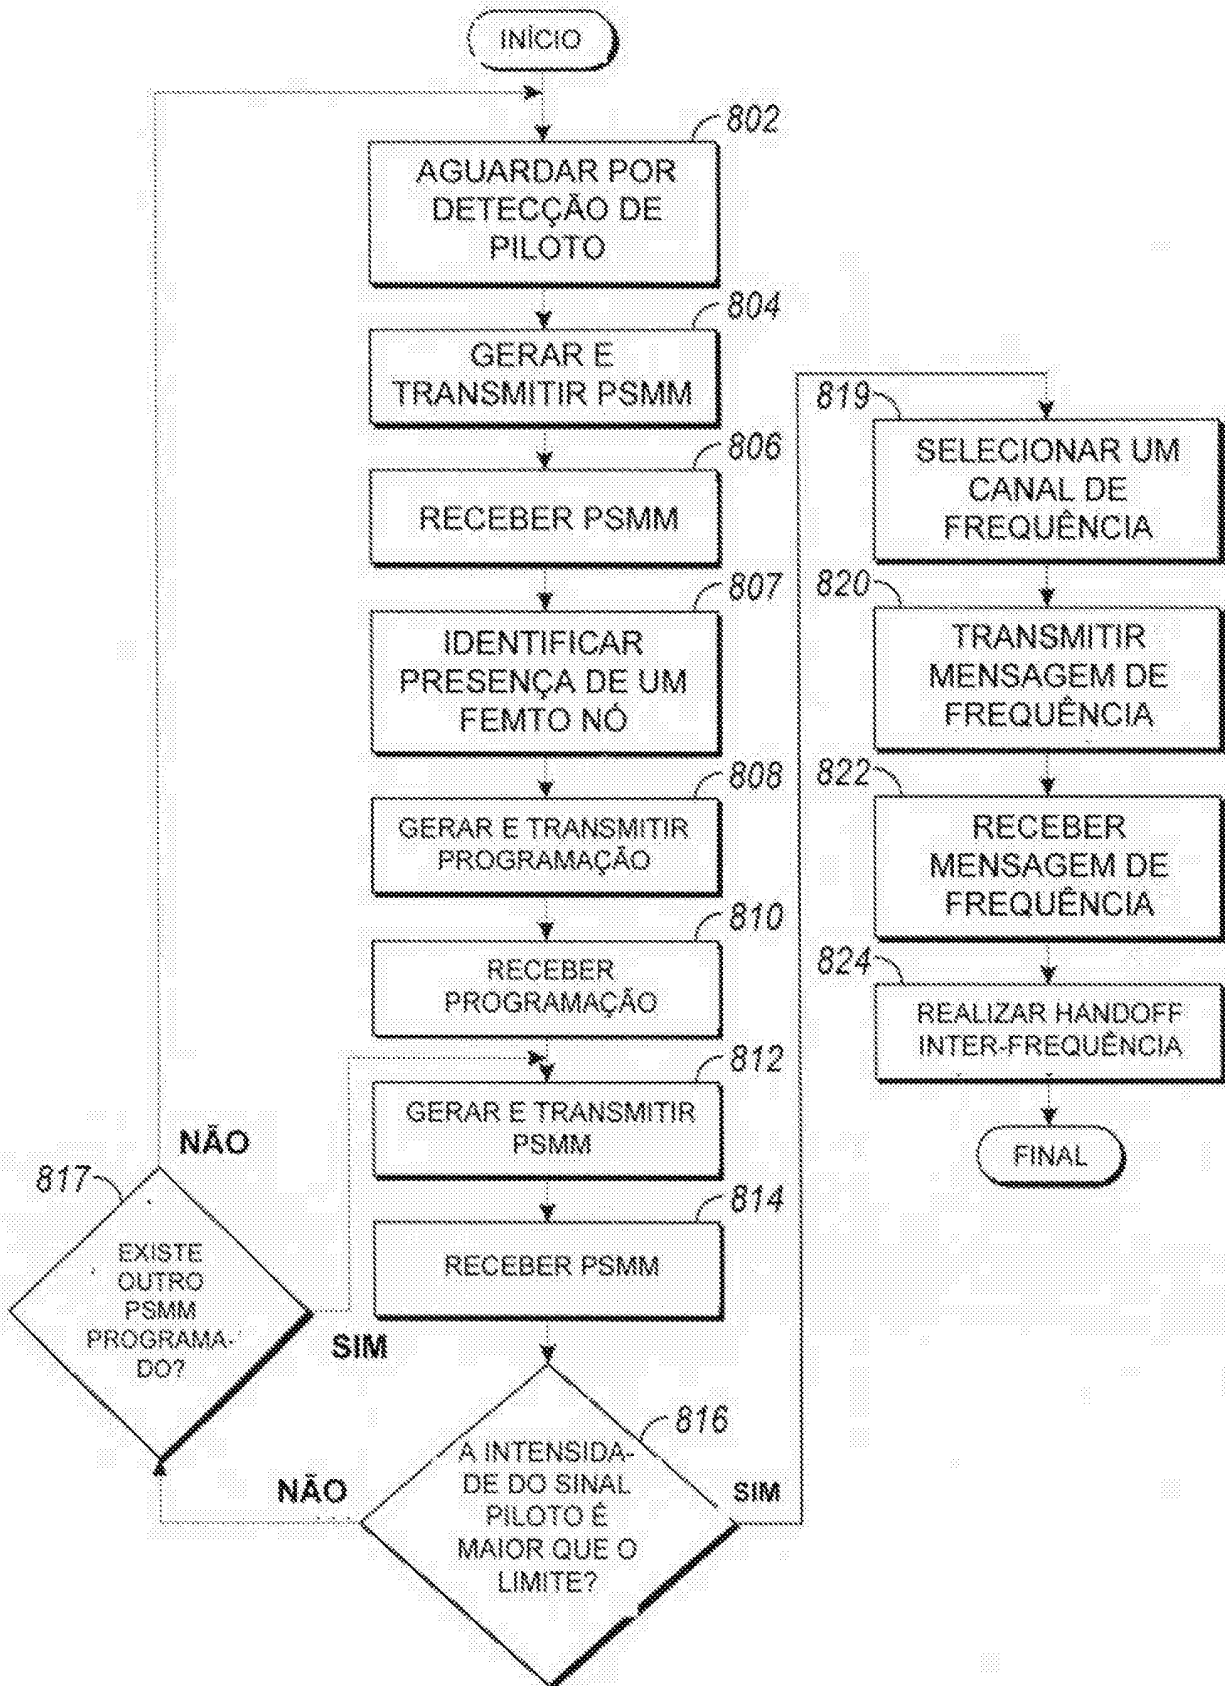 INÍCIO
802
AGUARDAR POR
DETECÇÃO DE
PILOTO
804
GERAR E
TRANSMITIR PSMM
806
RECEBER PSMM
807
IDENTIFICAR
PRESENÇA DE UM
FEMTO NÓ
808
GERAR E TRANSMITIR
PROGRAMAÇÃO
810
RECEBER
PROGRAMAÇÃO
812
GERAR E TRANSMITIR
PSMM
814
RECEBER PSMM
816
A INTENSIDA-
DE DO SINAL
PILOTO É
MAIOR QUE O
LIMITE?
NÃO
SIM
817
EXISTE
OUTRO
PSMM
PROGRAMA-
DO?
NÃO
SIM
819
SELECIONAR UM
CANAL DE
FREQUÊNCIA
820
TRANSMITIR
MENSAGEM DE
FREQUÊNCIA
822
RECEBER
MENSAGEM DE
FREQUÊNCIA
824
REALIZAR HANDOFF
INTER-FREQUÊNCIA
FINAL